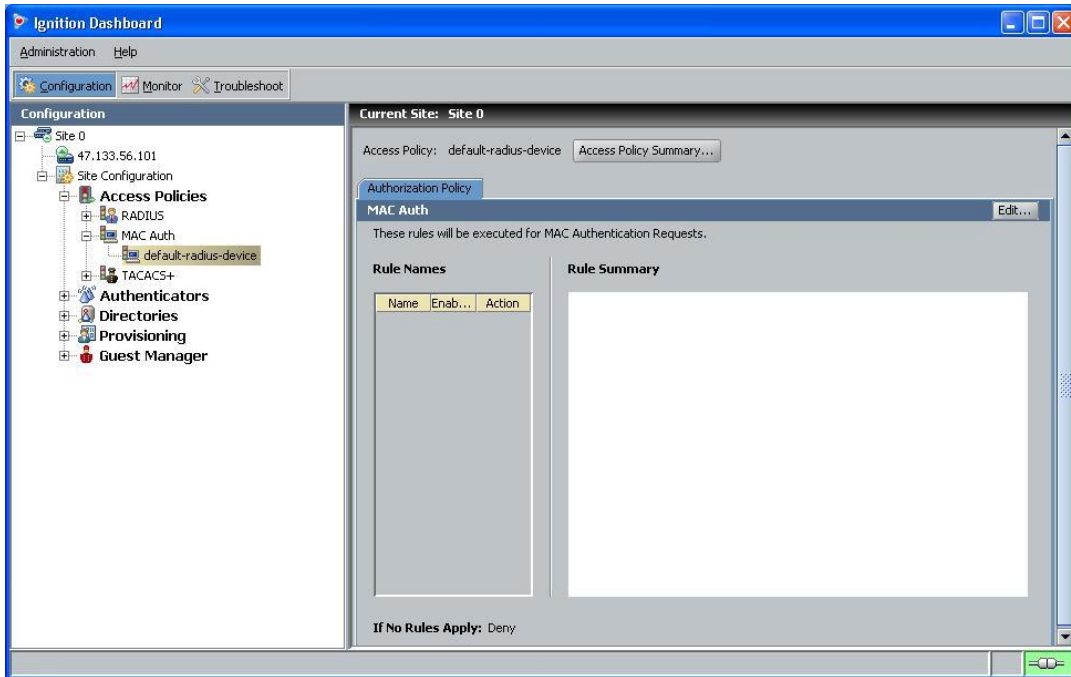 Ignition Dashboard
Administration Help
Configuration Monitor Troubleshoot
Configuration
Site 0
47.133.56.101
Site Configuration
Access Policies
RADIUS
MAC Auth
default-radius-device
TACACS+
Authenticators
Directories
Provisioning
Guest Manager
Current Site: Site 0
Access Policy: default-radius-device Access Policy Summary...
Authorization Policy
MAC Auth Edit...
These rules will be executed for MAC Authentication Requests.
Rule Names Rule Summary
Name Enab... Action
If No Rules Apply: Deny